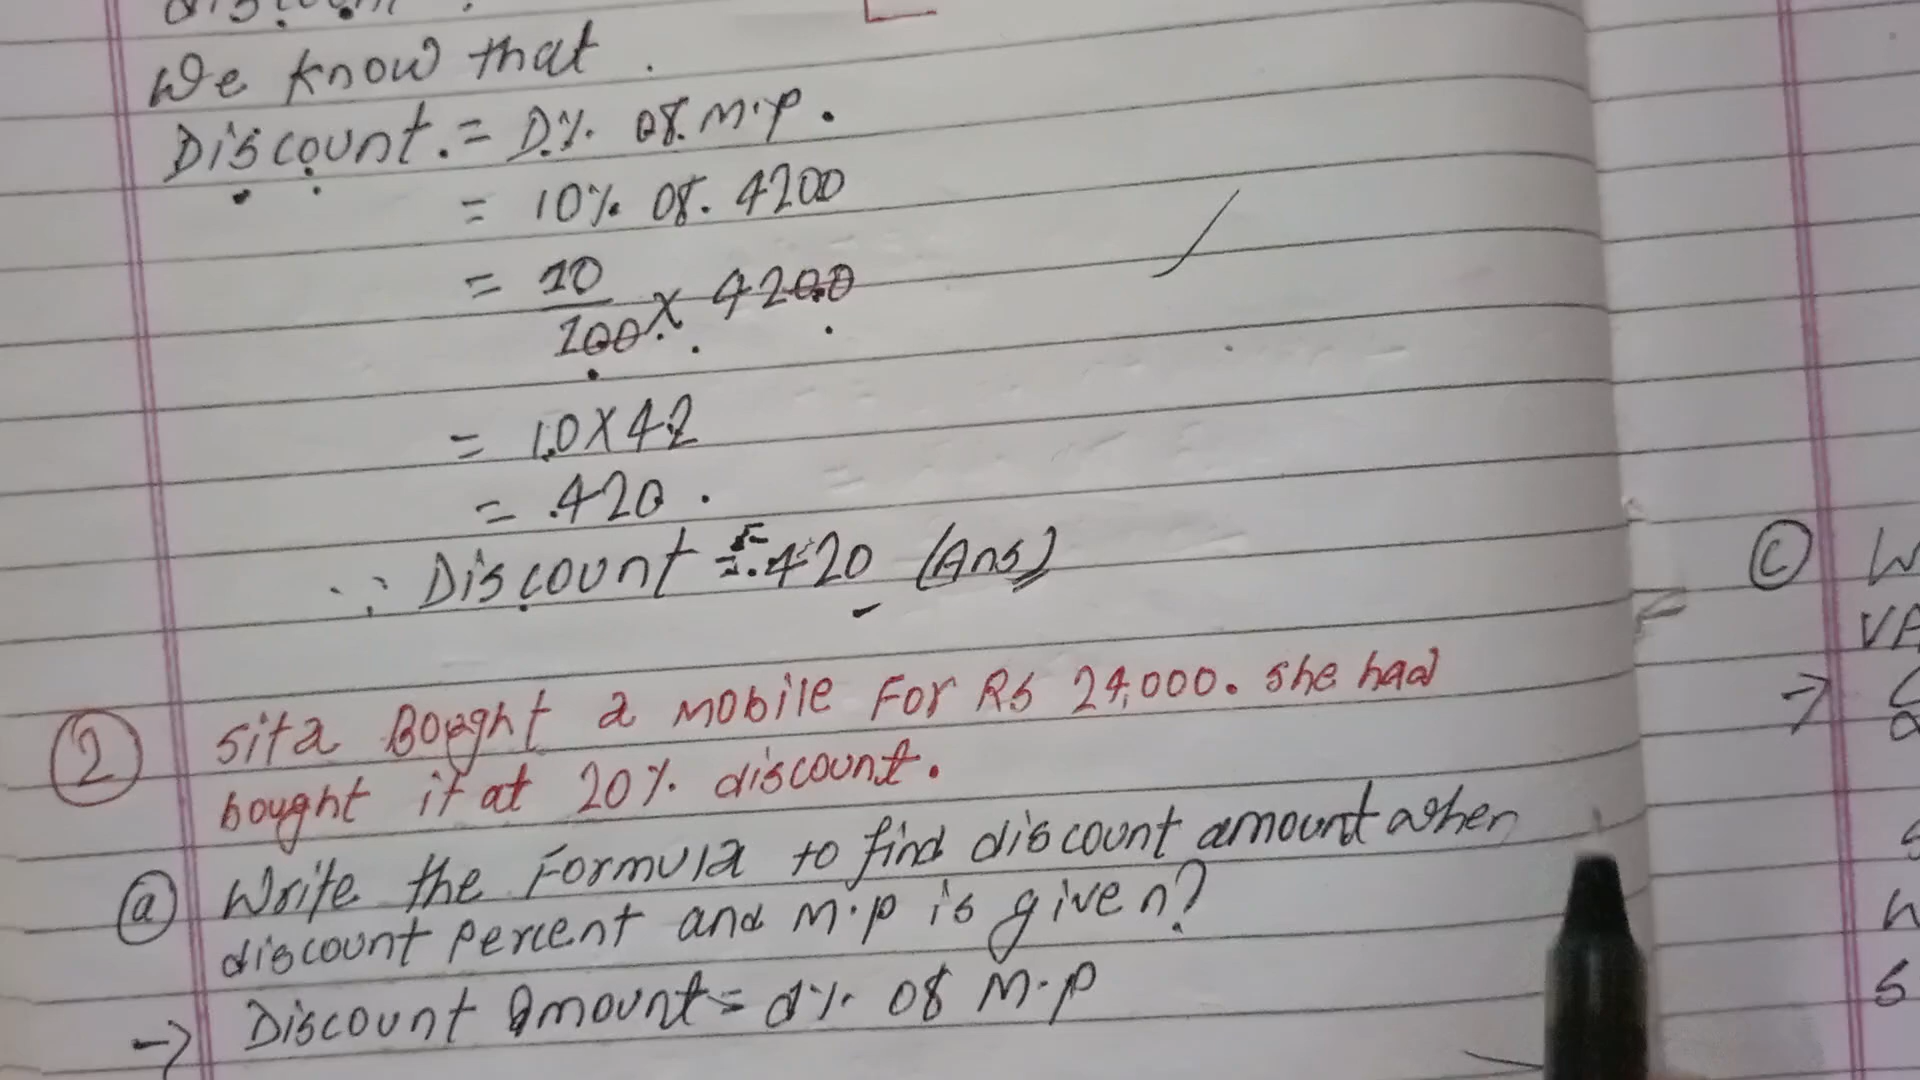 We know that.
Discount. = D.%. of. M.P.
= 10% of. 4200
= 10/100 × 4200
= 10×42
= 420.
∴ Discount = 420 (Ans)
② Sita Bought a mobile For Rs 24,000. she had
bought it at 20%. discount.
ⓐ Write the Formula to find discount amount when
discount percent and M.P is given?
→ Discount Amount = d%. of M.P
ⓒ
→